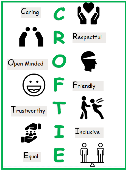 Caring
C
Respectful
R
O
Open Minded
F
Friendly
T
Trustworthy
I
Inclusive
E
Equal